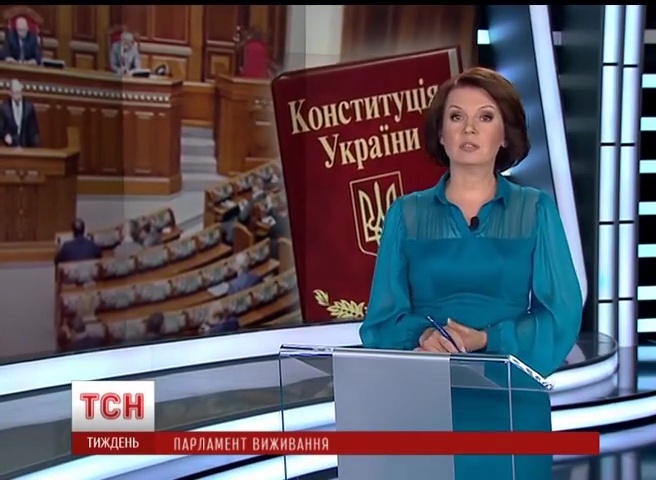 Конституція
України
ТСН
ТИЖДЕНЬ
ПАРЛАМЕНТ ВИЖИВАННЯ